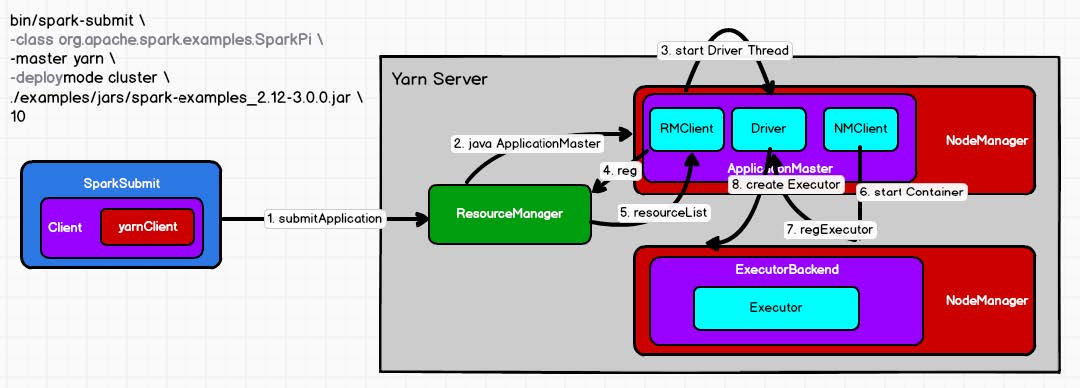 bin/spark-submit \
-class org.apache.spark.examples.SparkPi \
-master yarn \
-deploymode cluster \
./examples/jars/spark-examples_2.12-3.0.0.jar \
10
3. start Driver Thread
Yarn Server
RMClient
Driver
NMClient
NodeManager
2. java ApplicationMaster
ApplicationMaster
4. reg
8. create Executor
6. start Container
SparkSubmit
Client
yarnClient
1. submitApplication
ResourceManager
5. resourceList
7. regExecutor
ExecutorBackend
Executor
NodeManager